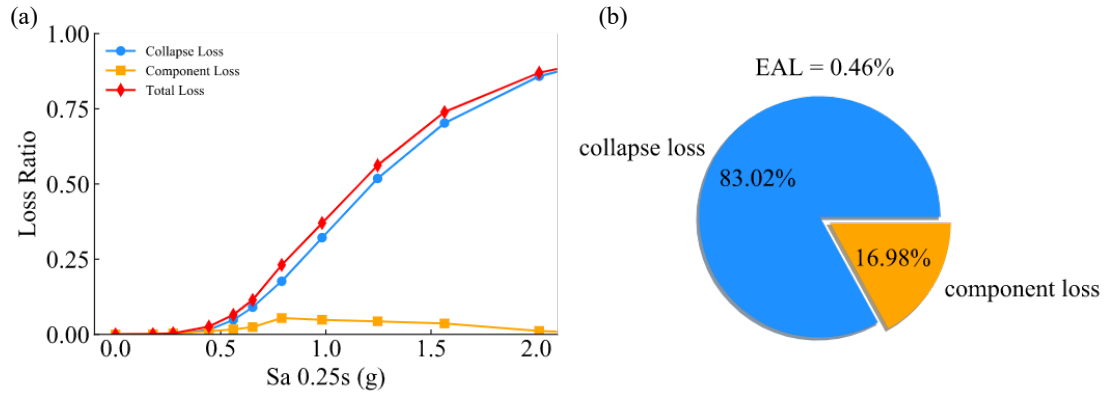 (a)
1.00
0.75
0.50
0.25
0.00
Loss Ratio
Collapse Loss
Component Loss
Total Loss
0.0
0.5
1.0
1.5
2.0
Sa 0.25s (g)
(b)
EAL = 0.46%
collapse loss
83.02%
16.98%
component loss